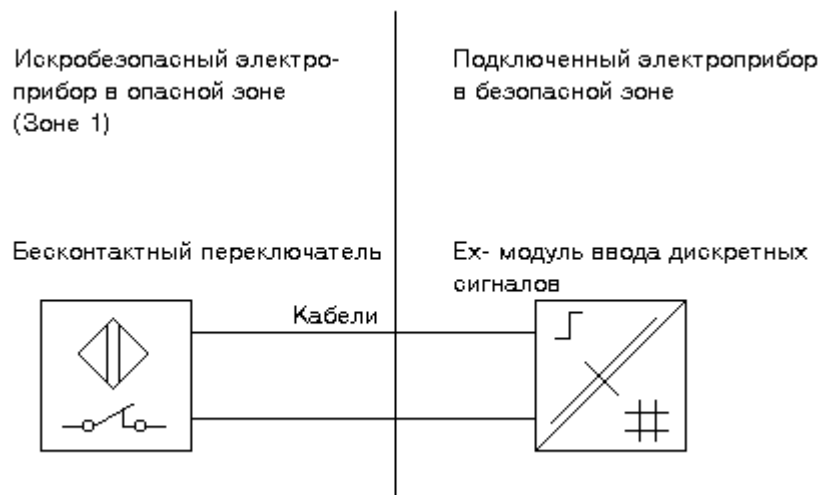 Искробезопасный электро-
прибор в опасной зоне
(Зоне 1)
Подключенный электроприбор
в безопасной зоне
Бесконтактный переключатель
Ex- модуль ввода дискретных
сигналов
Кабели